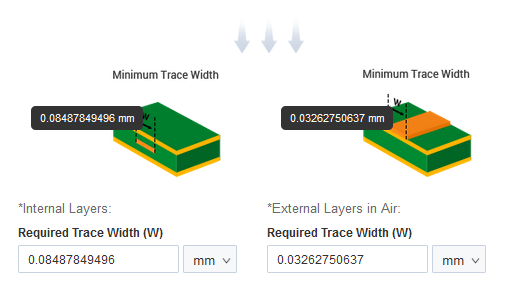 Minimum Trace Width
Minimum Trace Width
W
0.08487849496 mm
W
0.03262750637 mm
*Internal Layers:
*External Layers in Air:
Required Trace Width (W)
Required Trace Width (W)
0.08487849496
mm
0.03262750637
mm